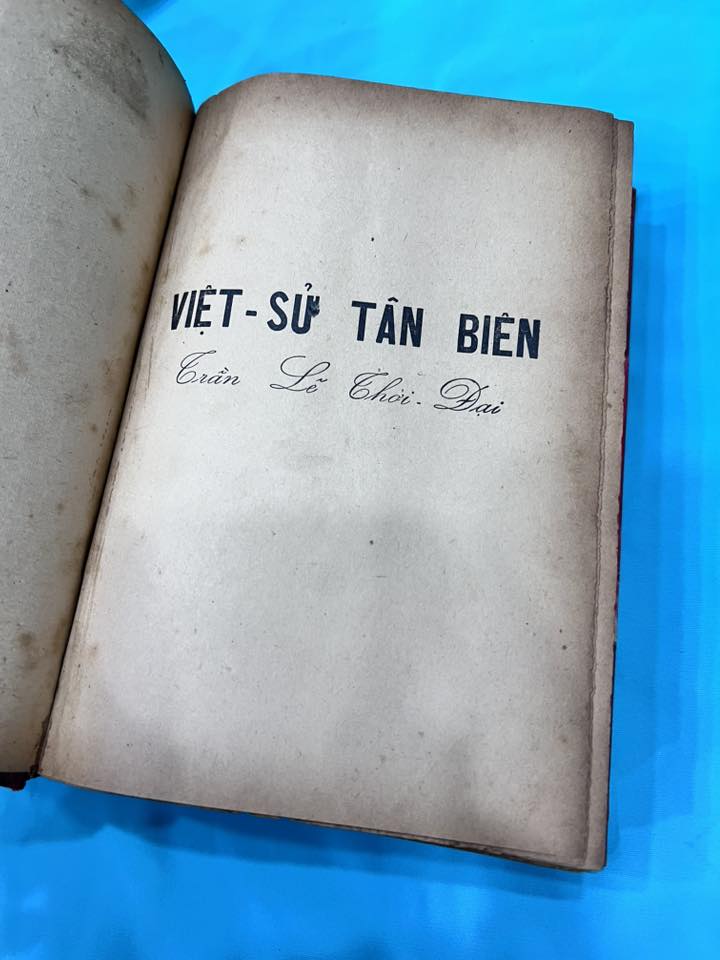 VIỆT-SỬ TÂN BIÊN
Trần Lê Thời-Đại